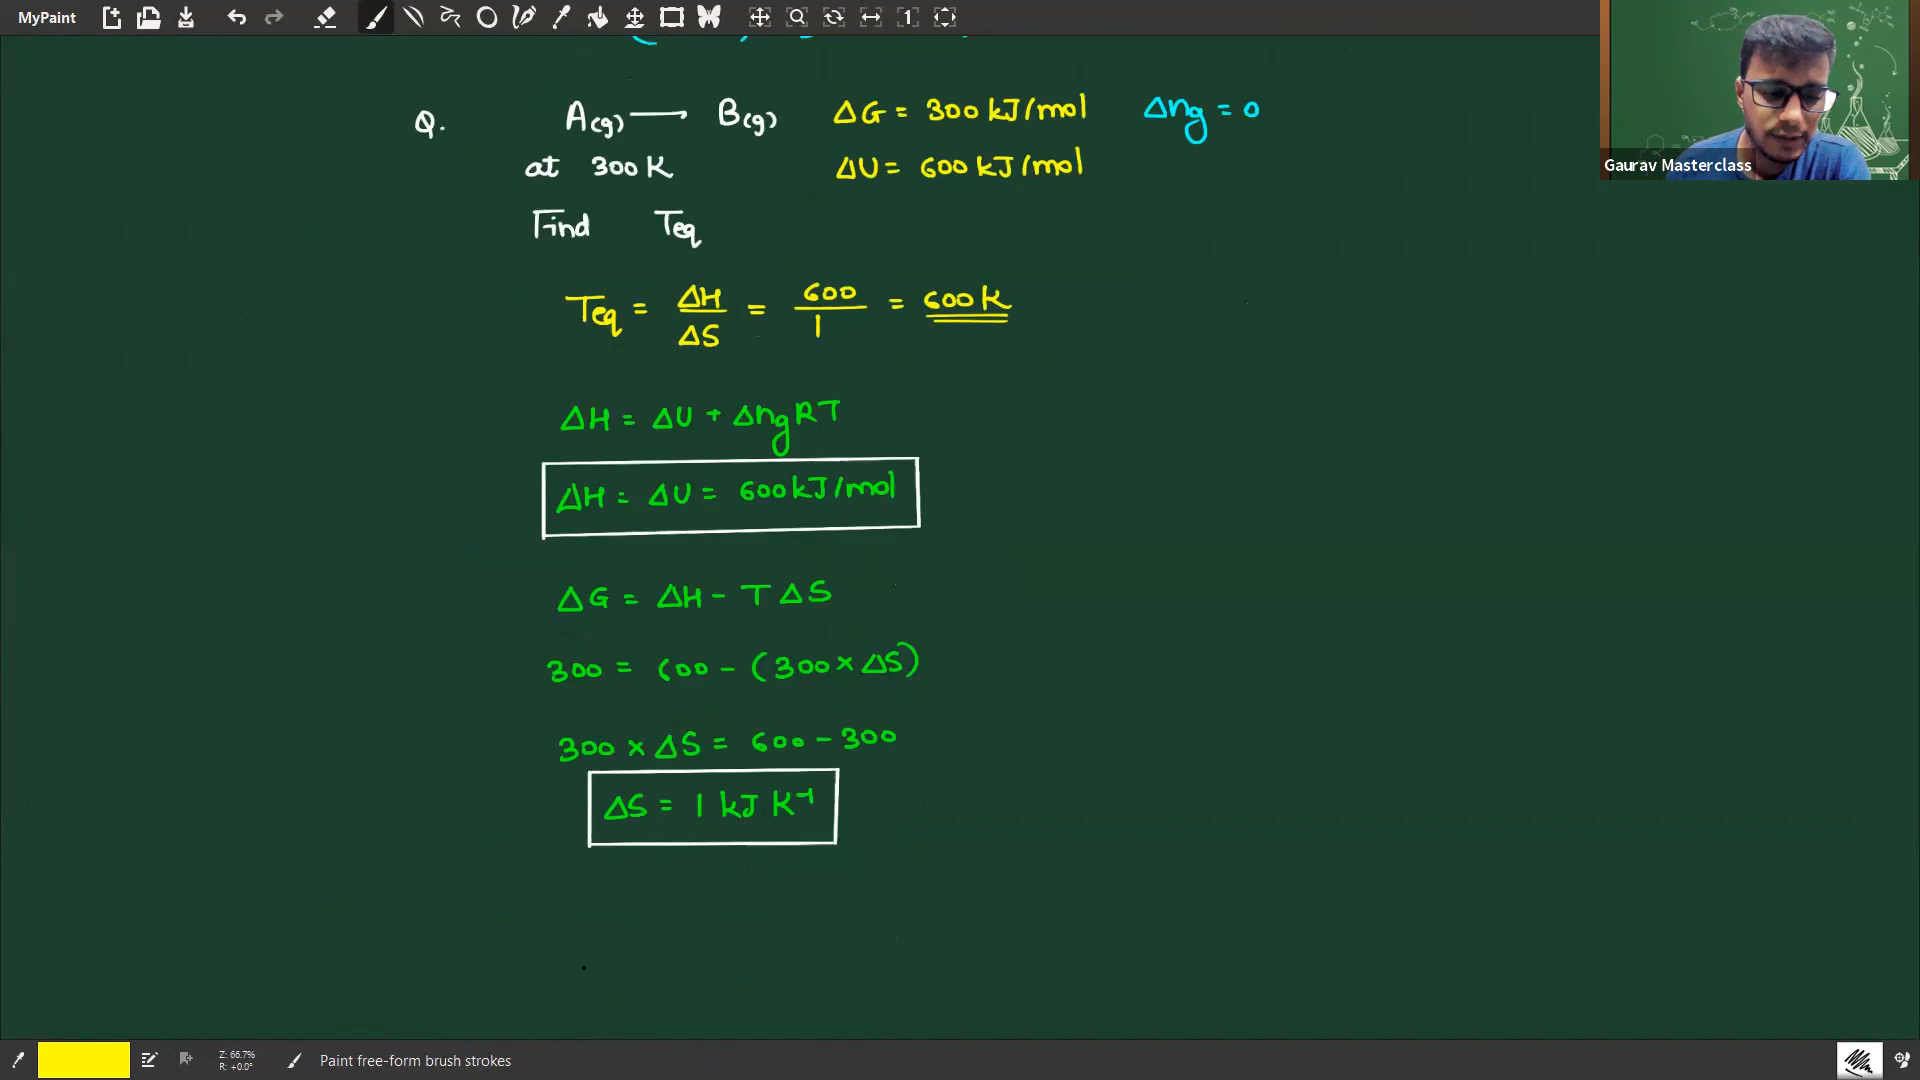 MyPaint
Q. A(g) → B(g) ΔG = 300 kJ/mol Δng = 0
at 300 K ΔU = 600 kJ/mol
Find Teq
Teq = ΔH/ΔS = 600/1 = 600 K
ΔH = ΔU + ΔngRT
ΔH = ΔU = 600 kJ/mol
ΔG = ΔH - TΔS
300 = 600 - (300 × ΔS)
300 × ΔS = 600 - 300
ΔS = 1 kJ K⁻¹
Gaurav Masterclass
Z: 66.7%
R: +0.0°
Paint free-form brush strokes